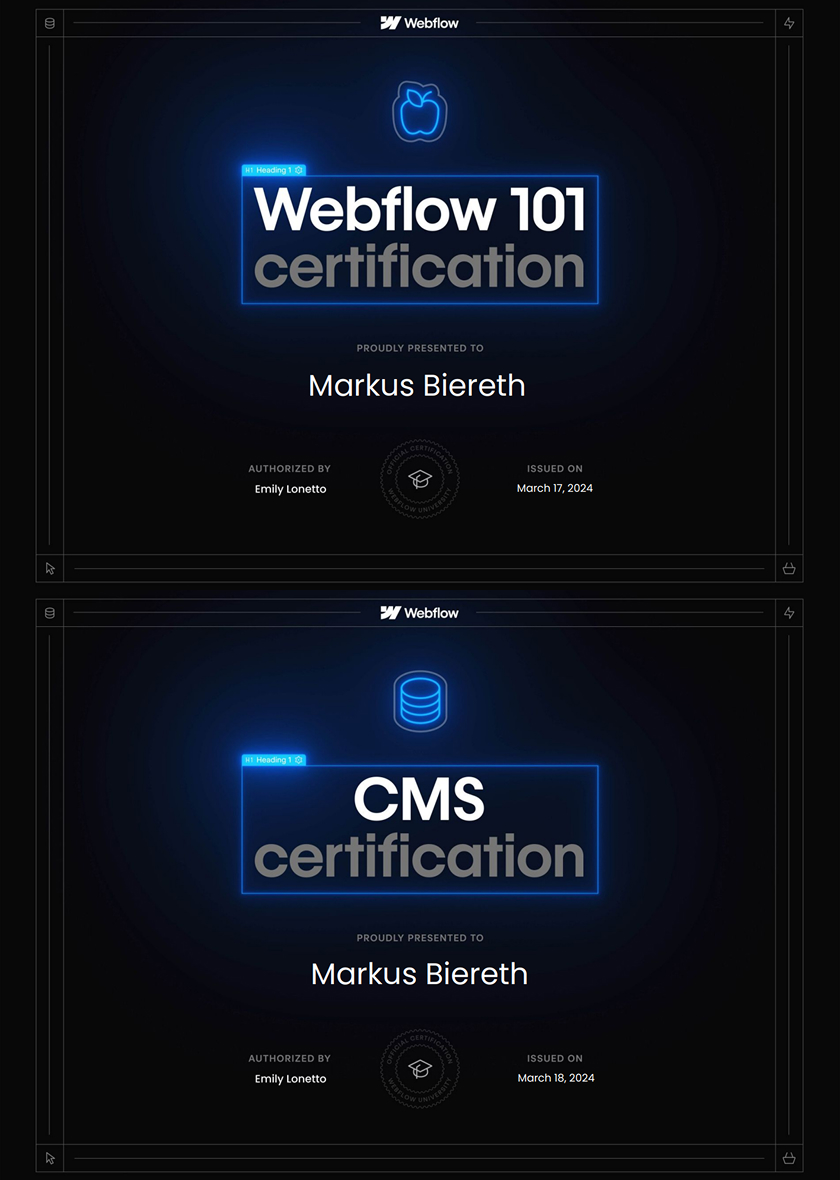 Webflow
H1 Heading 1
Webflow 101
certification
PROUDLY PRESENTED TO
Markus Biereth
AUTHORIZED BY
Emily Lonetto
OFFICIAL CERTIFICATION
WEBFLOW UNIVERSITY
ISSUED ON
March 17, 2024
Webflow
H1 Heading 1
CMS
certification
PROUDLY PRESENTED TO
Markus Biereth
AUTHORIZED BY
Emily Lonetto
OFFICIAL CERTIFICATION
WEBFLOW UNIVERSITY
ISSUED ON
March 18, 2024